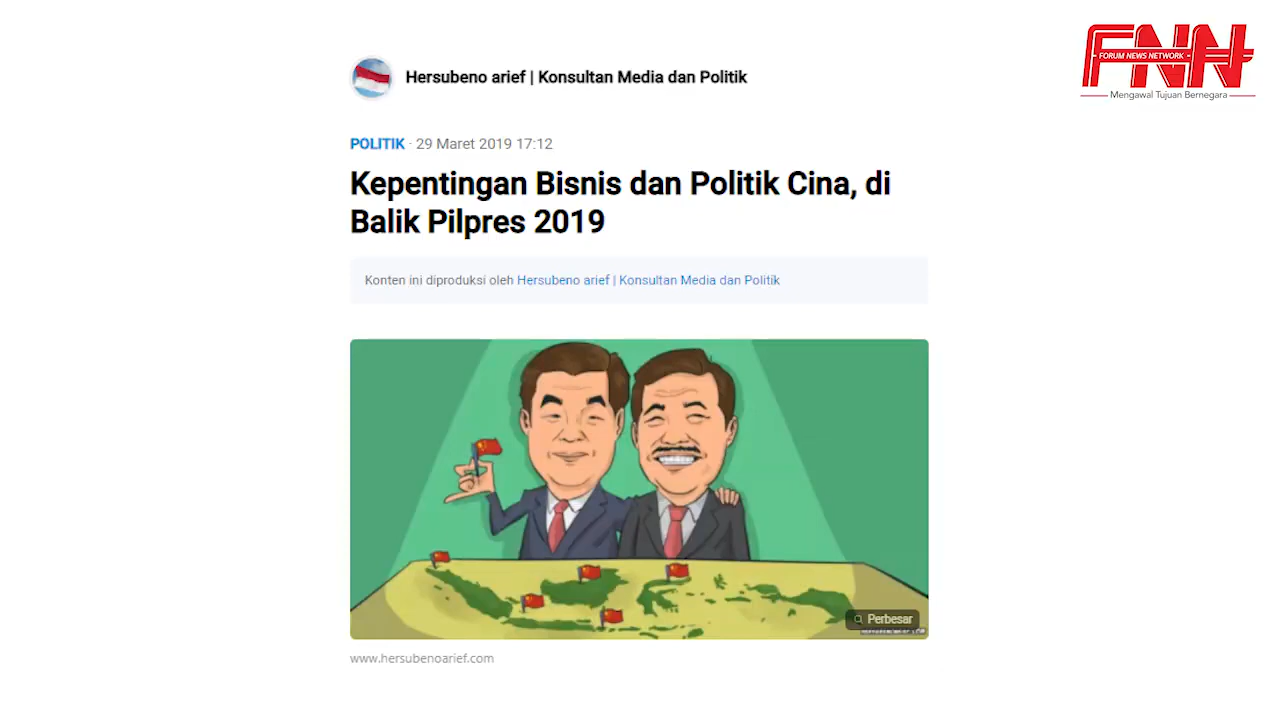 FNN
FORUM NEWS NETWORK
Mengawal Tujuan Bernegara
Hersubeno arief | Konsultan Media dan Politik
POLITIK · 29 Maret 2019 17:12
Kepentingan Bisnis dan Politik Cina, di
Balik Pilpres 2019
Konten ini diproduksi oleh Hersubeno arief | Konsultan Media dan Politik
Perbesar
www.hersubenoarief.com